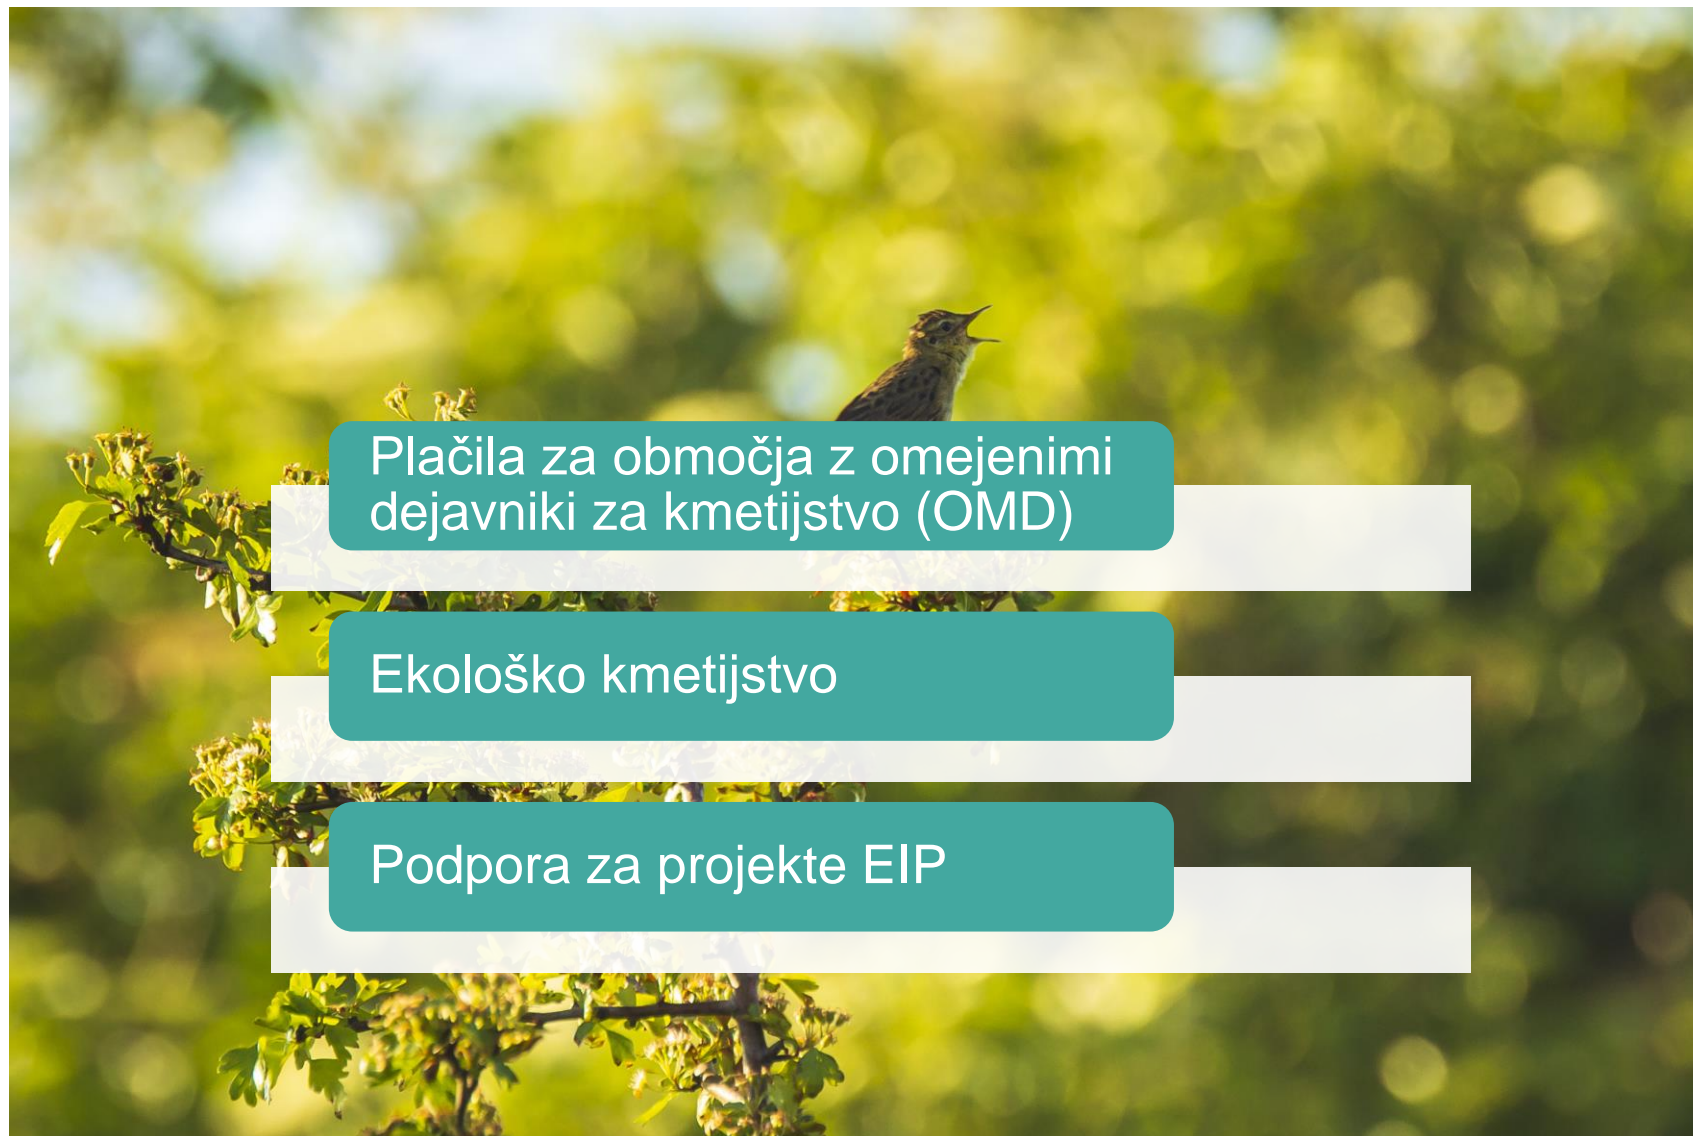 Plačila za območja z omejenimi
dejavniki za kmetijstvo (OMD)
Ekološko kmetijstvo
Podpora za projekte EIP